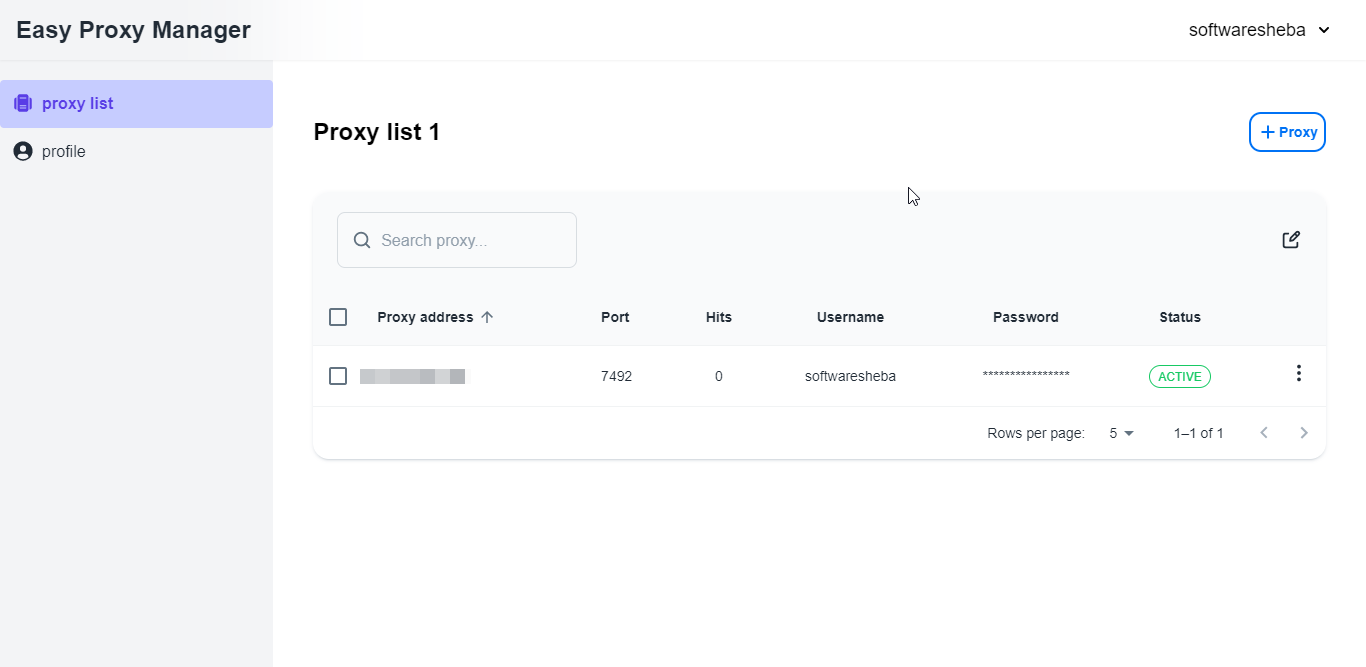 Easy Proxy Manager
softwaresheba
proxy list
profile
Proxy list 1
+ Proxy
Search proxy...
Proxy address Port Hits Username Password Status
7492 0 softwaresheba **************** ACTIVE
Rows per page: 5 1–1 of 1